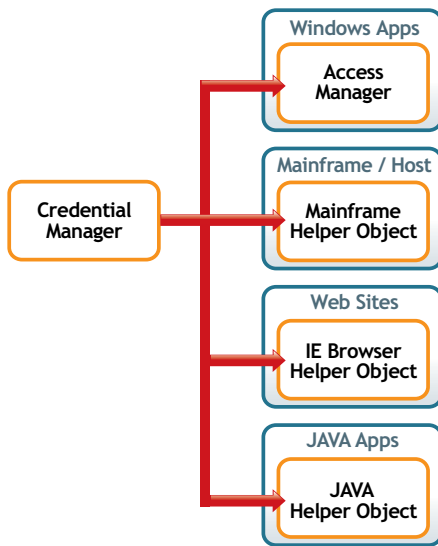 Windows Apps
Access
Manager
Mainframe / Host
Credential
Manager
Mainframe
Helper Object
Web Sites
IE Browser
Helper Object
JAVA Apps
JAVA
Helper Object